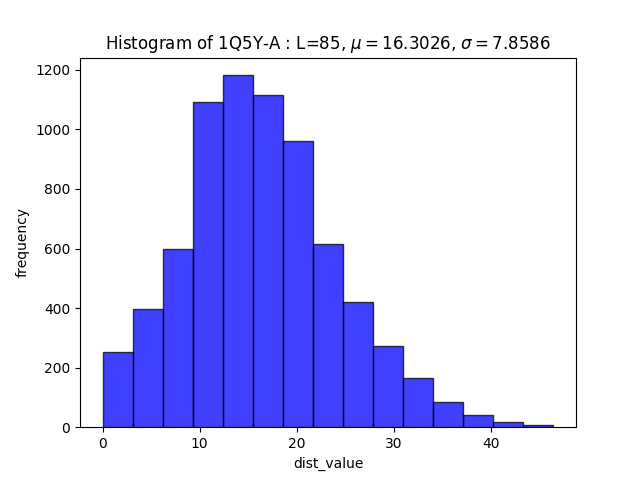 Histogram of 1Q5Y-A : L=85, μ = 16.3026, σ = 7.8586
1200
1000
800
600
400
200
0
frequency
0 10 20 30 40
dist_value